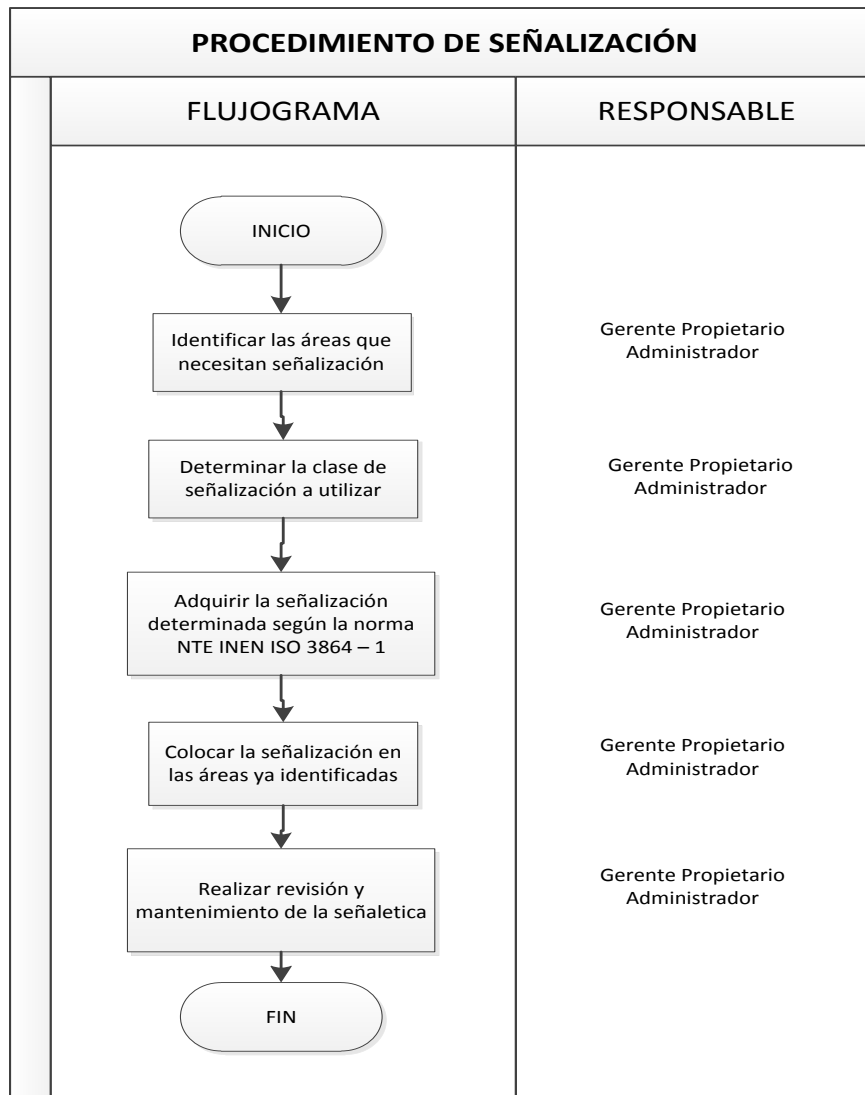 PROCEDIMIENTO DE SEÑALIZACIÓN
FLUJOGRAMA
RESPONSABLE
INICIO
Identificar las áreas que
necesitan señalización
Gerente Propietario
Administrador
Determinar la clase de
señalización a utilizar
Gerente Propietario
Administrador
Adquirir la señalización
determinada según la norma
NTE INEN ISO 3864 – 1
Gerente Propietario
Administrador
Colocar la señalización en
las áreas ya identificadas
Gerente Propietario
Administrador
Realizar revisión y
mantenimiento de la señaletica
Gerente Propietario
Administrador
FIN